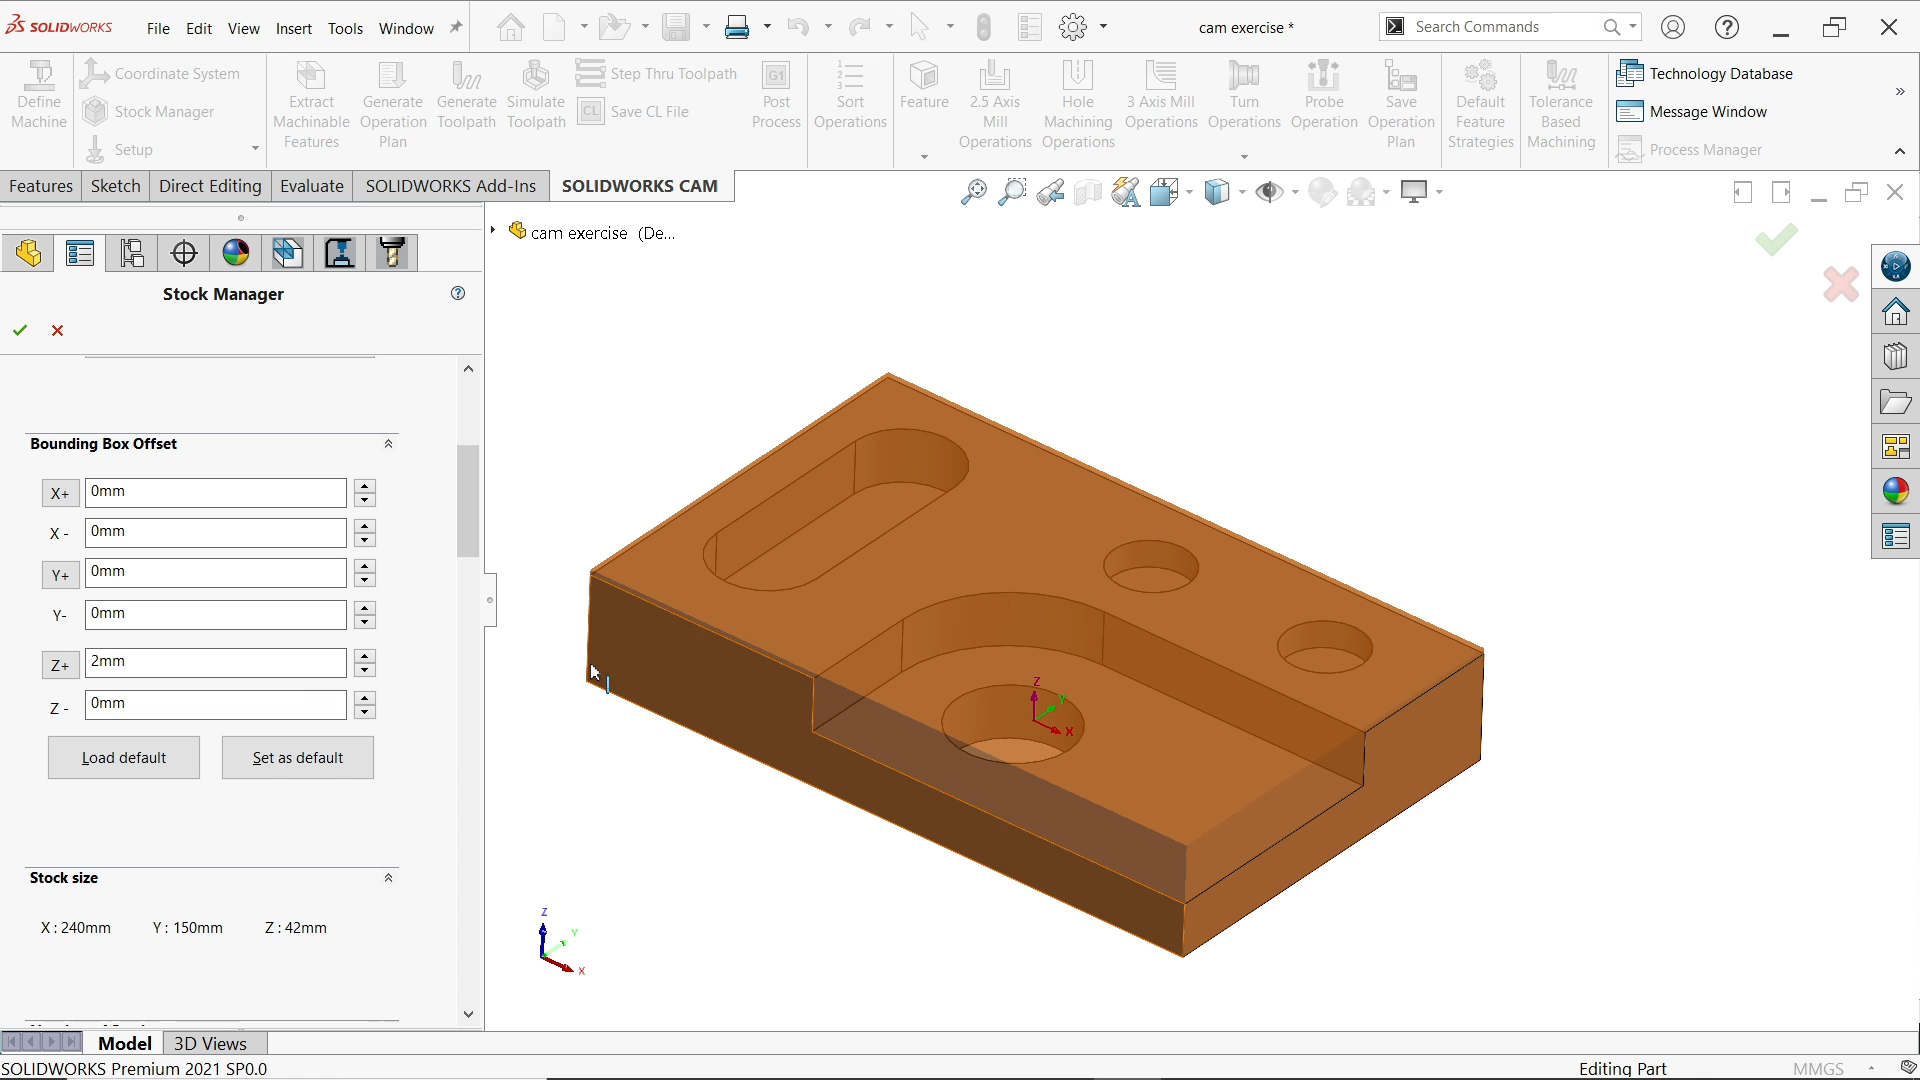 SOLIDWORKS File Edit View Insert Tools Window cam exercise * Search Commands
Define Machine
Coordinate System
Stock Manager
Setup
Extract Machinable Features
Generate Operation Plan
Generate Toolpath
Simulate Toolpath
Step Thru Toolpath
CL Save CL File
G1 Post Process
Sort Operations
Feature
2.5 Axis Mill Operations
Hole Machining Operations
3 Axis Mill Operations
Turn Operations
Probe Operation
Save Operation Plan
Default Feature Strategies
Tolerance Based Machining
Technology Database
Message Window
Process Manager
Features Sketch Direct Editing Evaluate SOLIDWORKS Add-Ins SOLIDWORKS CAM
cam exercise (De...
Stock Manager
Bounding Box Offset
X+ 0mm
X - 0mm
Y+ 0mm
Y- 0mm
Z+ 2mm
Z - 0mm
Load default Set as default
Stock size
X : 240mm Y : 150mm Z : 42mm
Z
Y
X
Z
Y
X
Model 3D Views
SOLIDWORKS Premium 2021 SP0.0 Editing Part MMGS